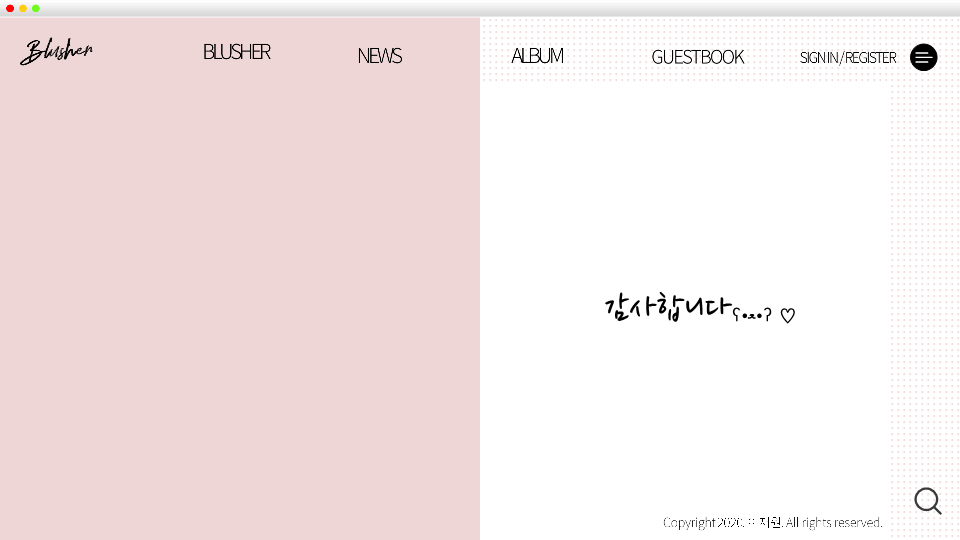 Blusher
BLUSHER
NEWS
ALBUM
GUESTBOOK
SIGN IN / REGISTER
감사합니다ʕ•ﻌ•ʔ ♡
Copyright 2020. 지원. All rights reserved.